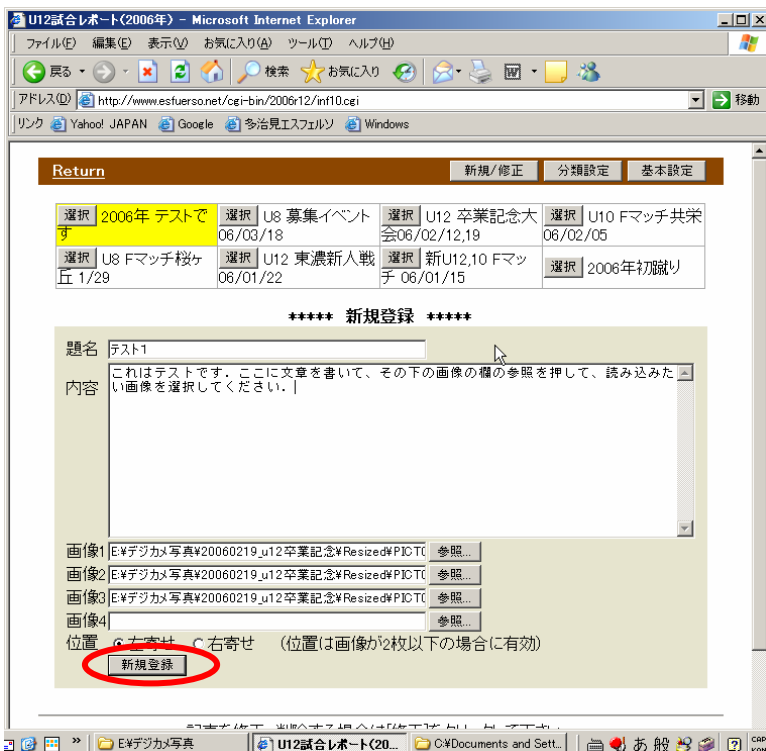 U12試合レポート(2006年) - Microsoft Internet Explorer
ファイル(F) 編集(E) 表示(V) お気に入り(A) ツール(T) ヘルプ(H)
戻る 検索 お気に入り
アドレス(D) http://www.esfuerso.net/cgi-bin/2006r12/inf10.cgi 移動
リンク Yahoo! JAPAN Google 多治見エスフェルソ Windows
Return 新規/修正 分類設定 基本設定
選択 2006年 テストで
す
選択 U8 募集イベント
06/03/18
選択 U12 卒業記念大
会06/02/12,19
選択 U10 Fマッチ共栄
06/02/05
選択 U8 Fマッチ桜ヶ
丘 1/29
選択 U12 東濃新人戦
06/01/22
選択 新U12,10 Fマッ
チ 06/01/15
選択 2006年初蹴り
***** 新規登録 *****
題名 テスト1
内容 これはテストです。ここに文章を書いて、その下の画像の欄の参照を押して、読み込みた
い画像を選択してください。
画像1 E:¥デジカメ写真¥20060219_u12卒業記念¥Resized¥PICT0 参照...
画像2 E:¥デジカメ写真¥20060219_u12卒業記念¥Resized¥PICT0 参照...
画像3 E:¥デジカメ写真¥20060219_u12卒業記念¥Resized¥PICT0 参照...
画像4 参照...
位置 左寄せ 右寄せ (位置は画像が2枚以下の場合に有効)
新規登録
E:¥デジカメ写真 U12試合レポート(20... C:¥Documents and Sett... あ 般 CAP